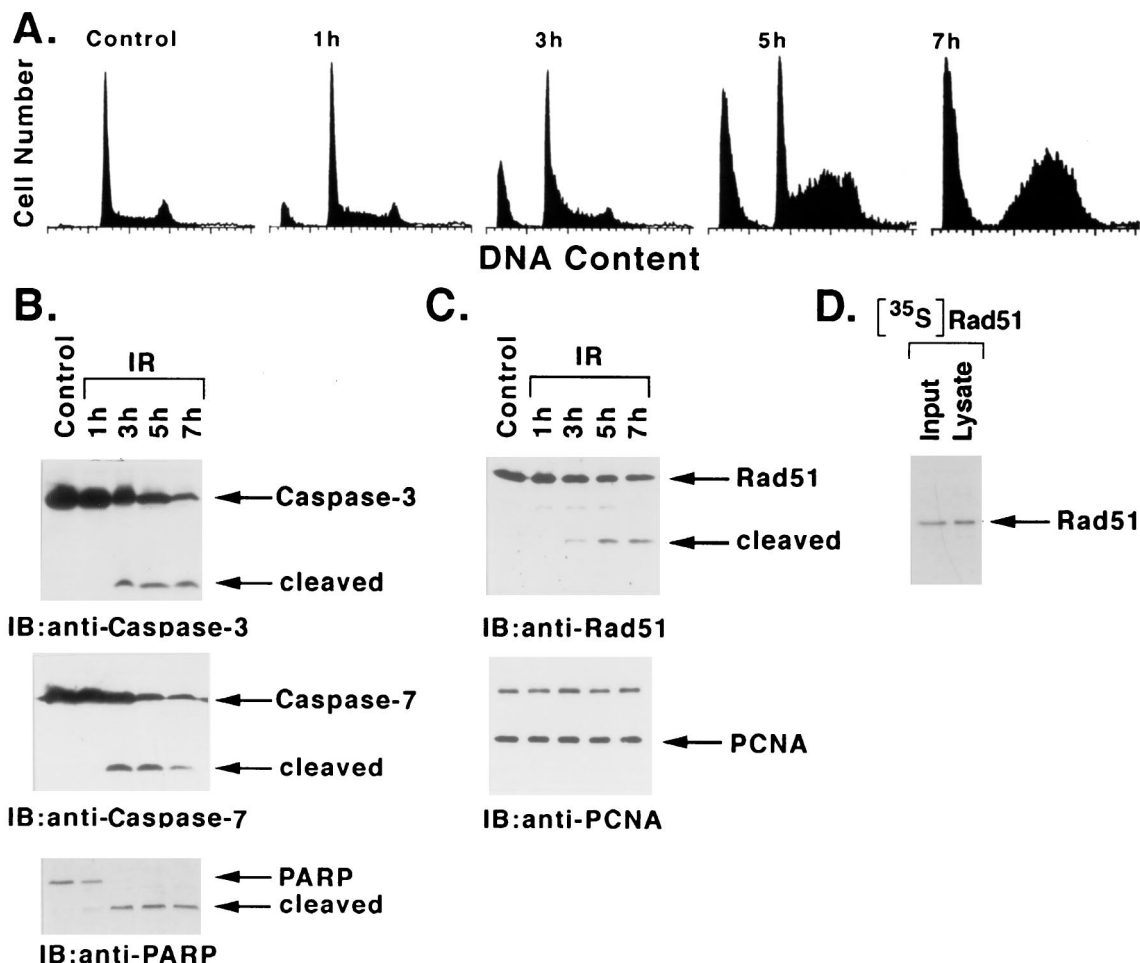 A.
Control
1h
3h
5h
7h
Cell Number
DNA Content
B.
Control
IR
1h
3h
5h
7h
Caspase-3
cleaved
IB:anti-Caspase-3
Caspase-7
cleaved
IB:anti-Caspase-7
PARP
cleaved
IB:anti-PARP
C.
Control
IR
1h
3h
5h
7h
Rad51
cleaved
IB:anti-Rad51
PCNA
IB:anti-PCNA
D.
[35S]Rad51
Input
Lysate
Rad51